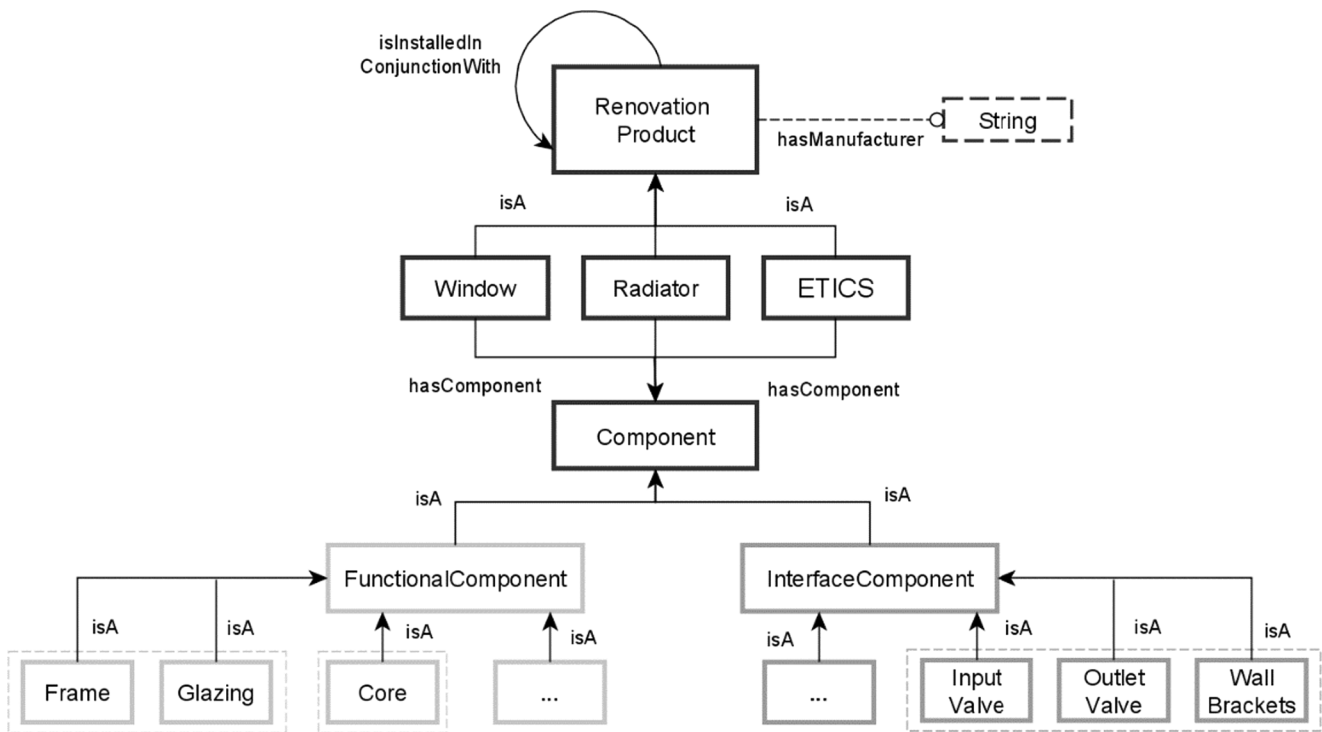 isInstalledIn
ConjunctionWith
Renovation
Product
hasManufacturer
String
isA
isA
Window
Radiator
ETICS
hasComponent
hasComponent
Component
isA
isA
FunctionalComponent
InterfaceComponent
isA
isA
isA
isA
isA
isA
isA
isA
Frame
Glazing
Core
...
...
Input
Valve
Outlet
Valve
Wall
Brackets